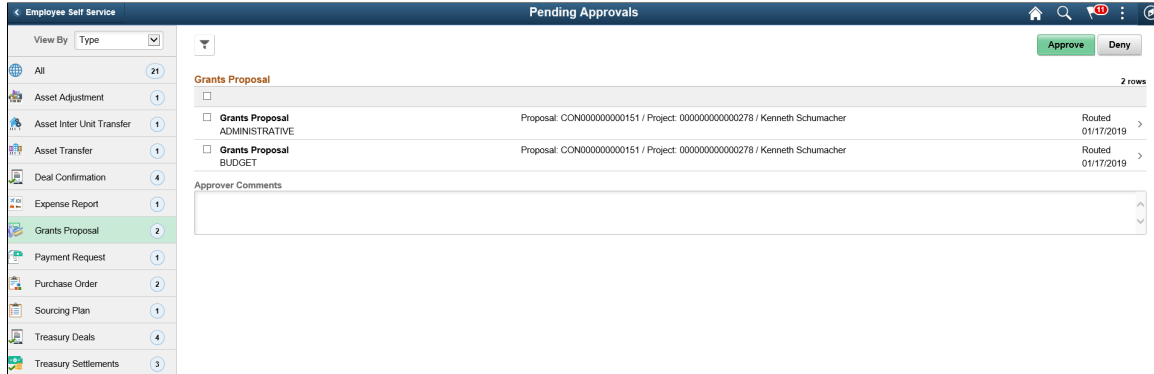 Employee Self Service
Pending Approvals
11
View By Type
Approve Deny
All 21
Asset Adjustment 1
Asset Inter Unit Transfer 1
Asset Transfer 1
Deal Confirmation 4
Expense Report 1
Grants Proposal 2
Payment Request 1
Purchase Order 2
Sourcing Plan 1
Treasury Deals 4
Treasury Settlements 3
Grants Proposal 2 rows
Grants Proposal Proposal: CON000000000151 / Project: 000000000000278 / Kenneth Schumacher Routed
ADMINISTRATIVE 01/17/2019
Grants Proposal Proposal: CON000000000151 / Project: 000000000000278 / Kenneth Schumacher Routed
BUDGET 01/17/2019
Approver Comments